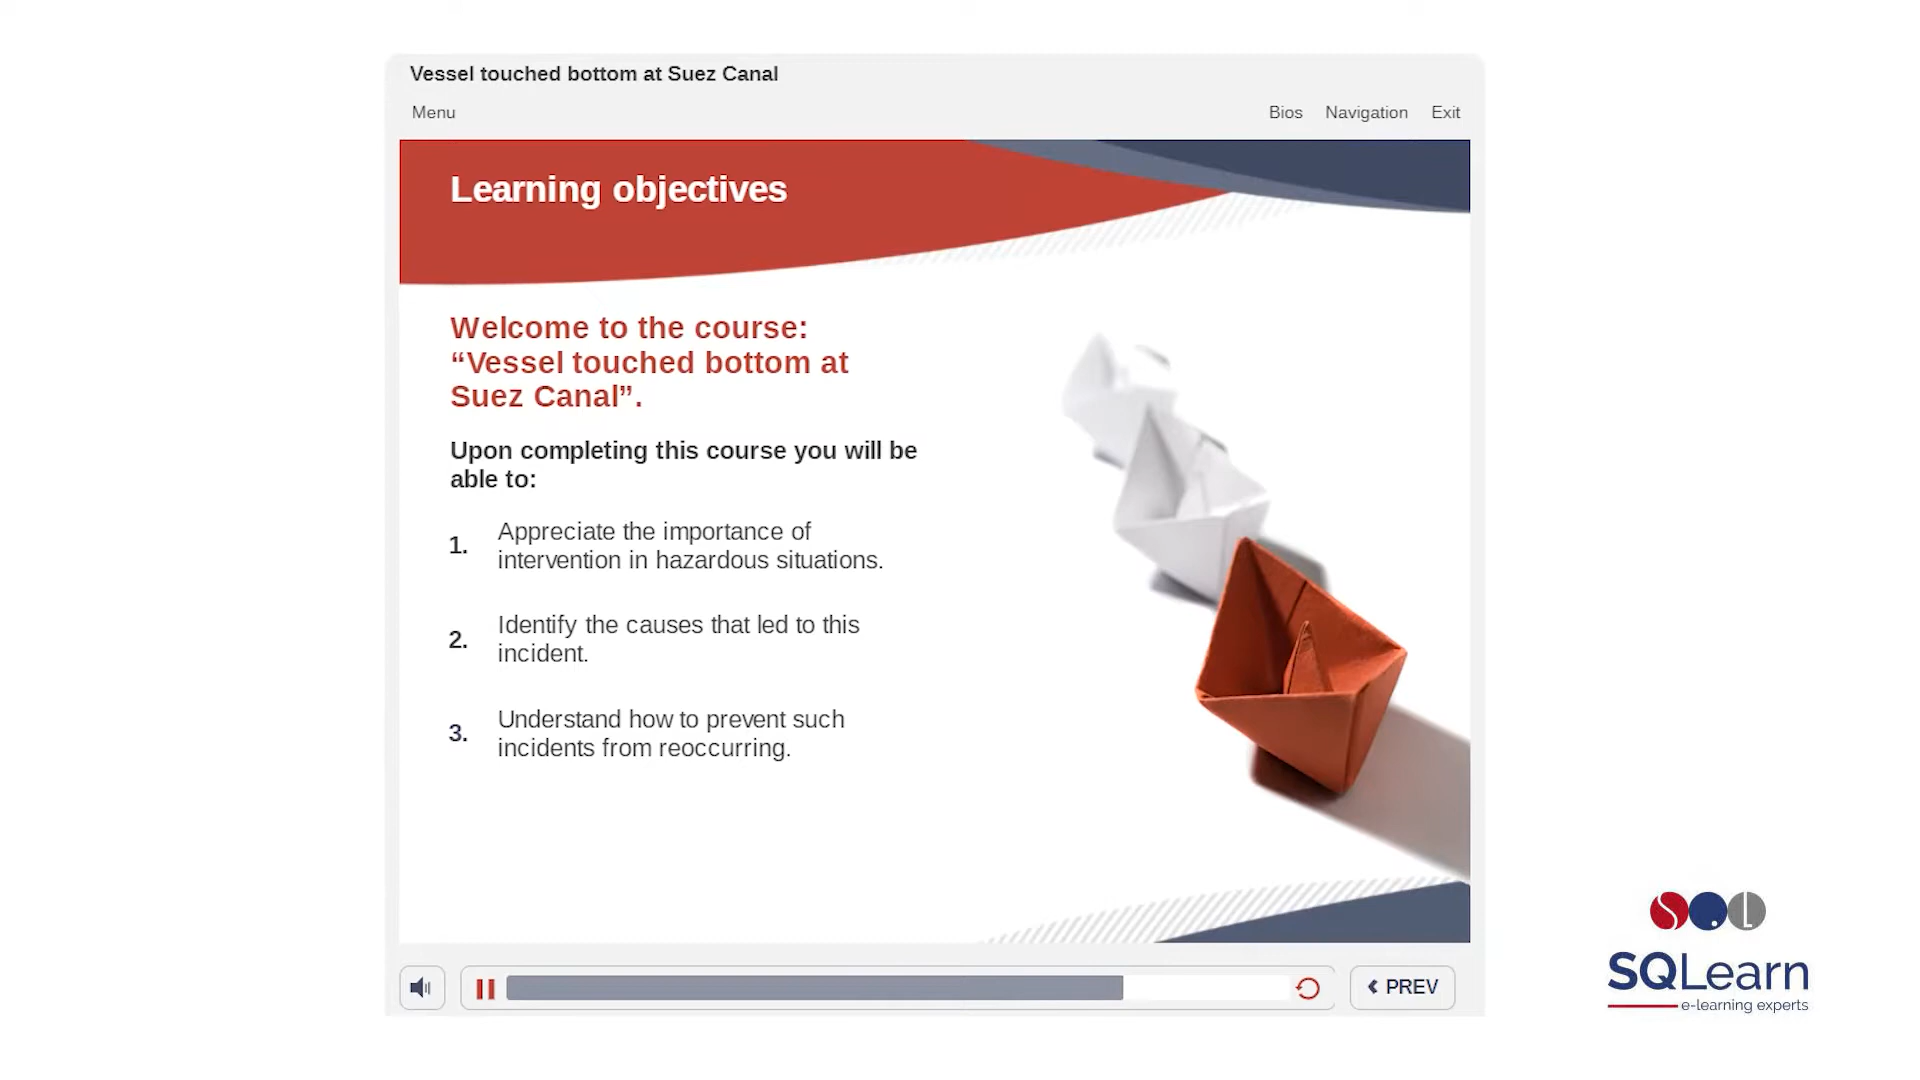 Vessel touched bottom at Suez Canal
Menu
Bios
Navigation
Exit
Learning objectives
Welcome to the course:
“Vessel touched bottom at
Suez Canal”.
Upon completing this course you will be
able to:
1.
Appreciate the importance of
intervention in hazardous situations.
2.
Identify the causes that led to this
incident.
3.
Understand how to prevent such
incidents from reoccurring.
PREV
SQL
SQLearn
e-learning experts